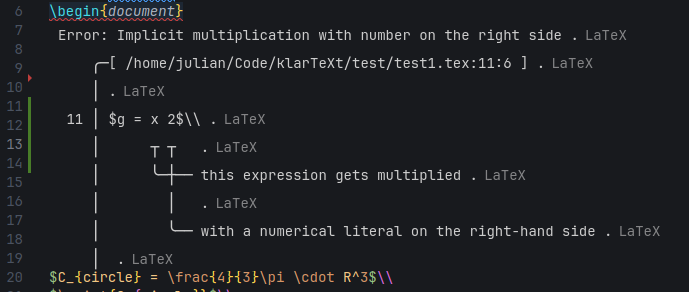 6 \begin{document}
7 Error: Implicit multiplication with number on the right side . LaTeX
8
9 ╭─[ /home/julian/Code/klarTeXt/test/test1.tex:11:6 ] . LaTeX
10 │ . LaTeX
11
12 11 │ $g = x 2$\\ . LaTeX
13 │ ┬ ┬ . LaTeX
14 │ ╰─┼── this expression gets multiplied . LaTeX
15
16 │ │ . LaTeX
17 │ ╰── with a numerical literal on the right-hand side . LaTeX
18
19 │ . LaTeX
20 $C_{circle} = \frac{4}{3}\pi \cdot R^3$\\